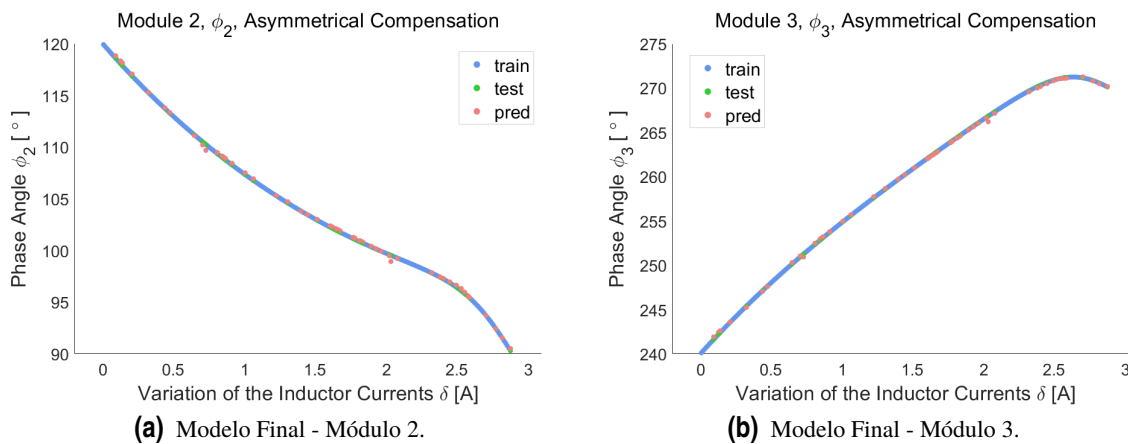 Module 2, ϕ₂, Asymmetrical Compensation
120
115
110
105
100
95
90
Phase Angle ϕ₂ [ ° ]
train
test
pred
0 0.5 1 1.5 2 2.5 3
Variation of the Inductor Currents δ [A]
(a) Modelo Final - Módulo 2.
Module 3, ϕ₃, Asymmetrical Compensation
275
270
265
260
255
250
245
240
Phase Angle ϕ₃ [ ° ]
train
test
pred
0 0.5 1 1.5 2 2.5 3
Variation of the Inductor Currents δ [A]
(b) Modelo Final - Módulo 3.